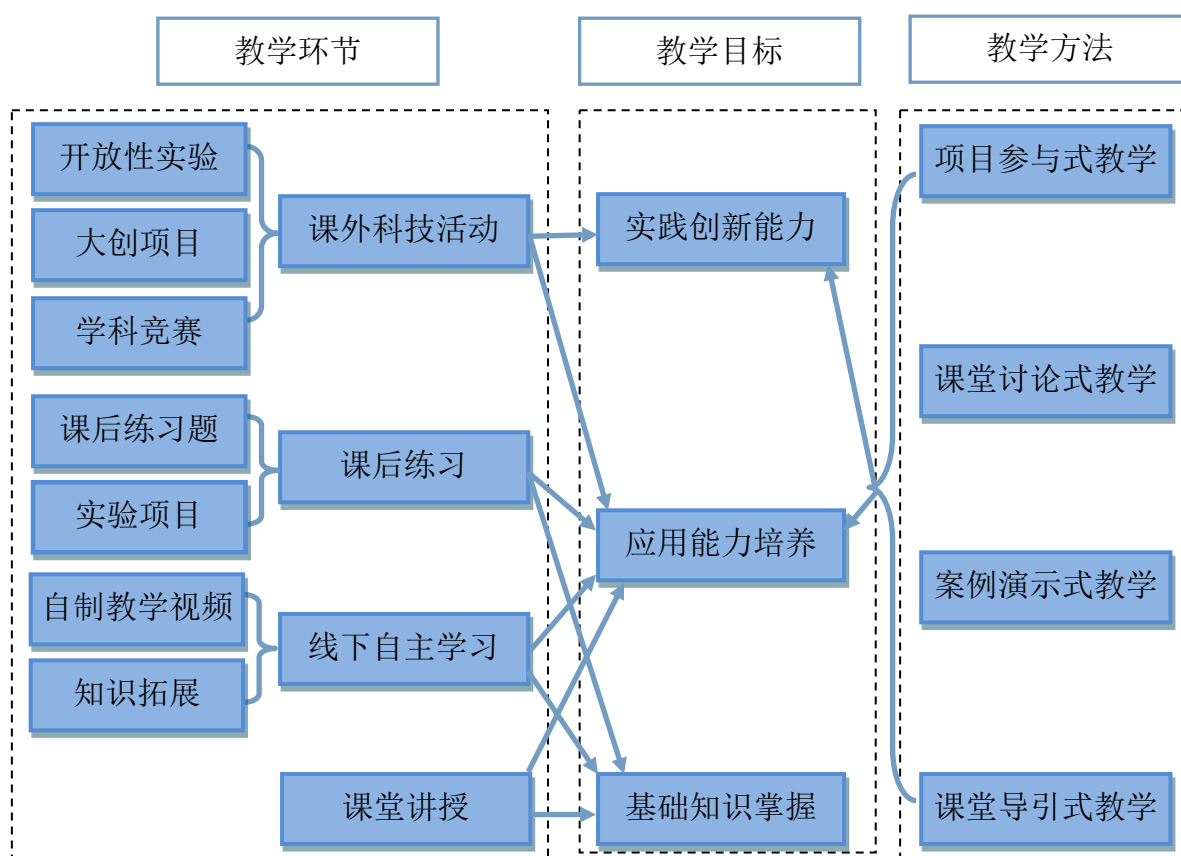 教学环节
教学目标
教学方法
开放性实验
大创项目
学科竞赛
课外科技活动
课后练习题
实验项目
课后练习
自制教学视频
知识拓展
线下自主学习
课堂讲授
实践创新能力
应用能力培养
基础知识掌握
项目参与式教学
课堂讨论式教学
案例演示式教学
课堂导引式教学